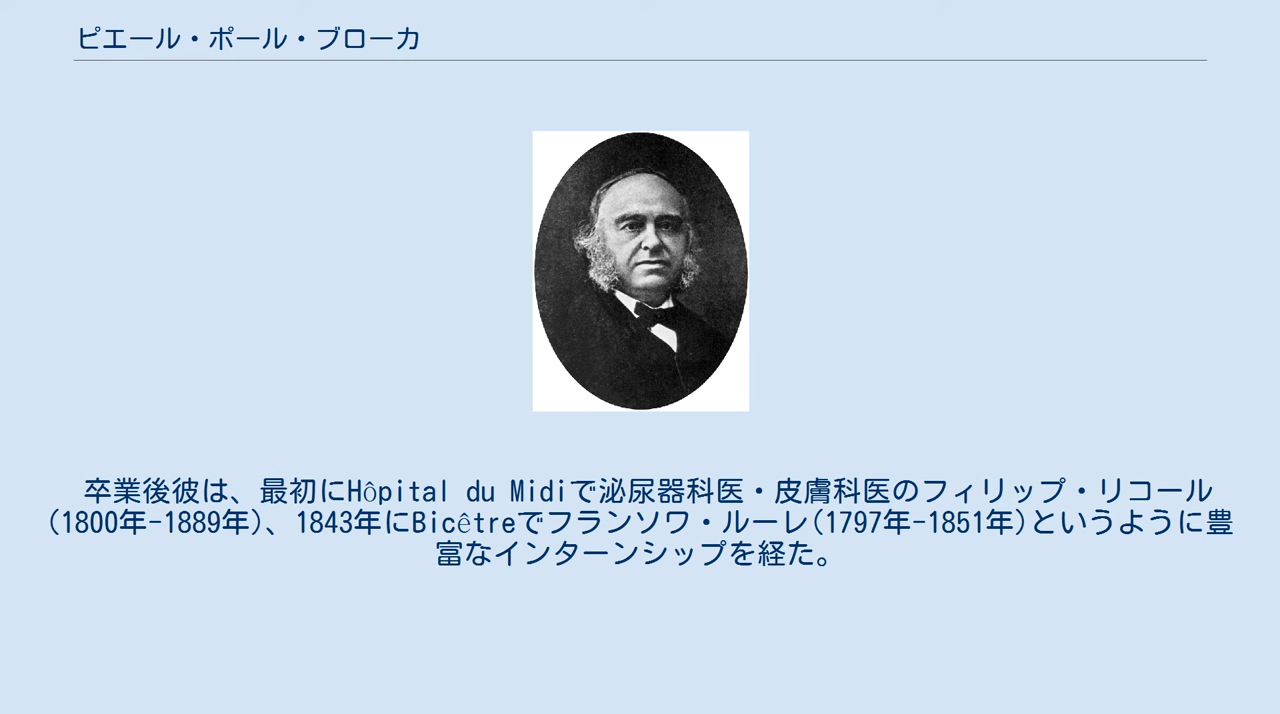 ピエール・ポール・ブローカ
卒業後彼は、最初にHôpital du Midiで泌尿器科医・皮膚科医のフィリップ・リコール
(1800年-1889年)、1843年にBicêtreでフランソワ・ルーレ(1797年-1851年)というように豊
富なインターンシップを経た。